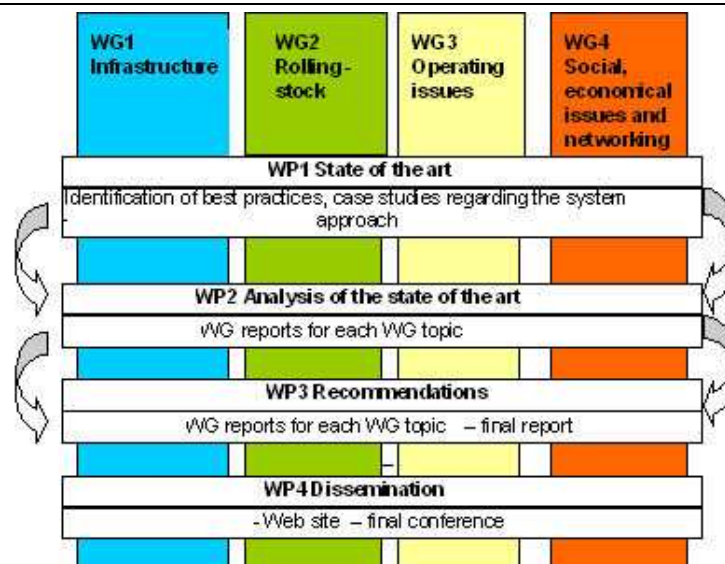 WG1
Infrastructure
WG2
Rolling-
stock
WG3
Operating
issues
WG4
Social,
economical
issues and
networking
WP1 State of the art
Identification of best practices, case studies regarding the system
- approach
WP2 Analysis of the state of the art
WG reports for each WG topic
WP3 Recommendations
WG reports for each WG topic – final report
–
WP4 Dissemination
- Web site – final conference